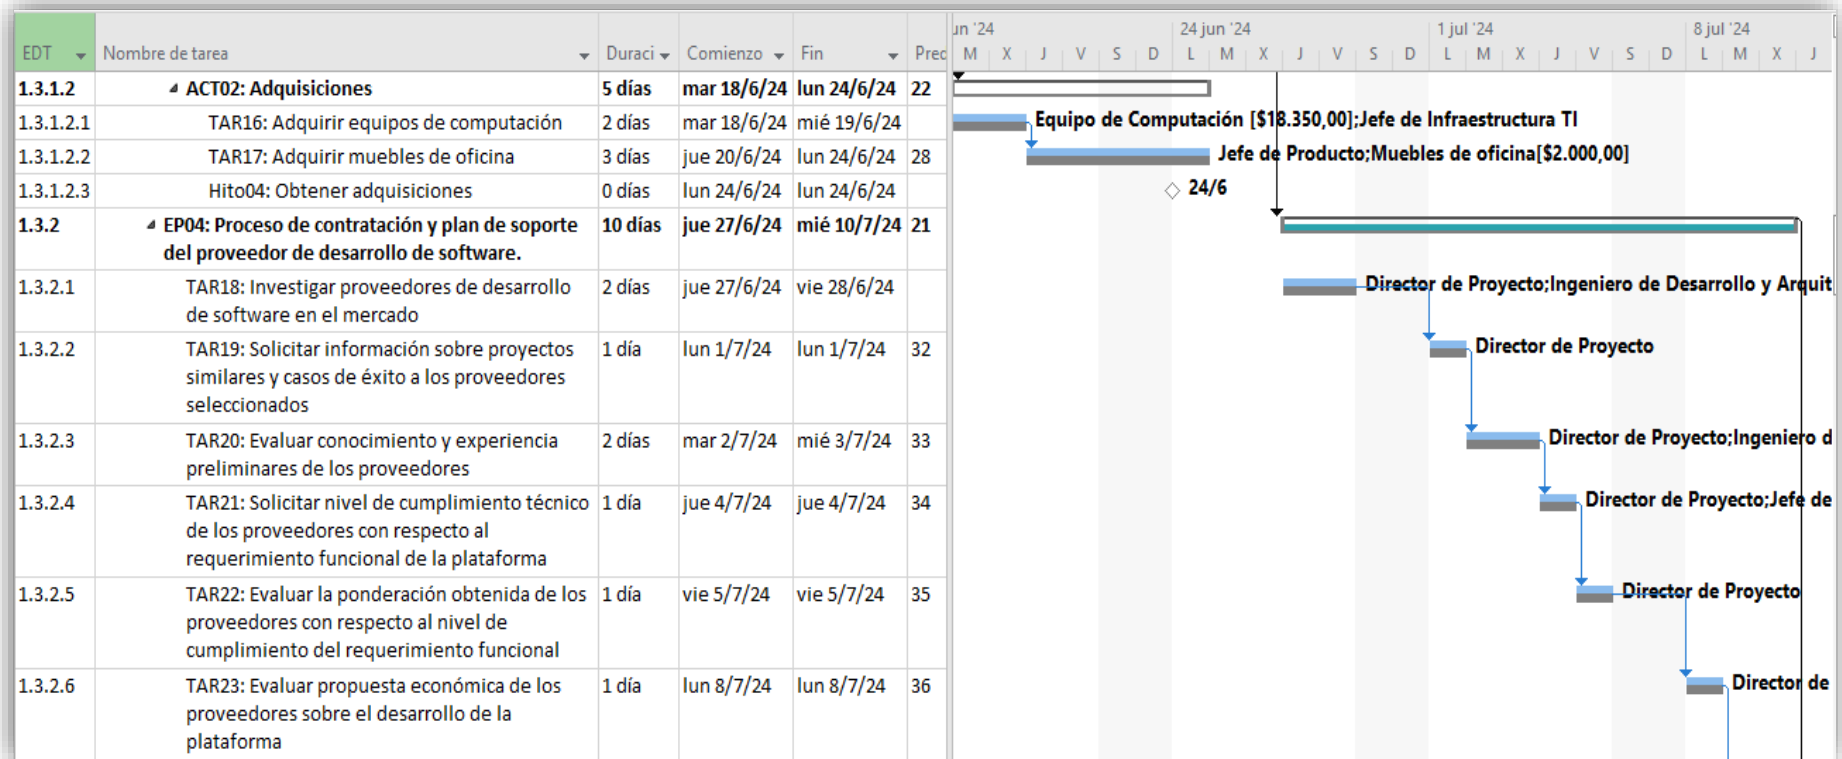 EDT Nombre de tarea Duraci Comienzo Fin Pred
un '24 24 jun '24 1 jul '24 8 jul '24
M X J V S D L M X J V S D L M X J V S D L M X J
1.3.1.2 ACT02: Adquisiciones 5 días mar 18/6/24 lun 24/6/24 22
1.3.1.2.1 TAR16: Adquirir equipos de computación 2 días mar 18/6/24 mié 19/6/24
Equipo de Computación [$18.350,00];Jefe de Infraestructura TI
1.3.1.2.2 TAR17: Adquirir muebles de oficina 3 días jue 20/6/24 lun 24/6/24 28
Jefe de Producto;Muebles de oficina[$2.000,00]
1.3.1.2.3 Hito04: Obtener adquisiciones 0 días lun 24/6/24 lun 24/6/24
24/6
1.3.2 EP04: Proceso de contratación y plan de soporte 10 días jue 27/6/24 mié 10/7/24 21
del proveedor de desarrollo de software.
1.3.2.1 TAR18: Investigar proveedores de desarrollo 2 días jue 27/6/24 vie 28/6/24
de software en el mercado
Director de Proyecto;Ingeniero de Desarrollo y Arquit
1.3.2.2 TAR19: Solicitar información sobre proyectos 1 día lun 1/7/24 lun 1/7/24 32
similares y casos de éxito a los proveedores
seleccionados
Director de Proyecto
1.3.2.3 TAR20: Evaluar conocimiento y experiencia 2 días mar 2/7/24 mié 3/7/24 33
preliminares de los proveedores
Director de Proyecto;Ingeniero d
1.3.2.4 TAR21: Solicitar nivel de cumplimiento técnico 1 día jue 4/7/24 jue 4/7/24 34
de los proveedores con respecto al
requerimiento funcional de la plataforma
Director de Proyecto;Jefe de
1.3.2.5 TAR22: Evaluar la ponderación obtenida de los 1 día vie 5/7/24 vie 5/7/24 35
proveedores con respecto al nivel de
cumplimiento del requerimiento funcional
Director de Proyecto
1.3.2.6 TAR23: Evaluar propuesta económica de los 1 día lun 8/7/24 lun 8/7/24 36
proveedores sobre el desarrollo de la
plataforma
Director de